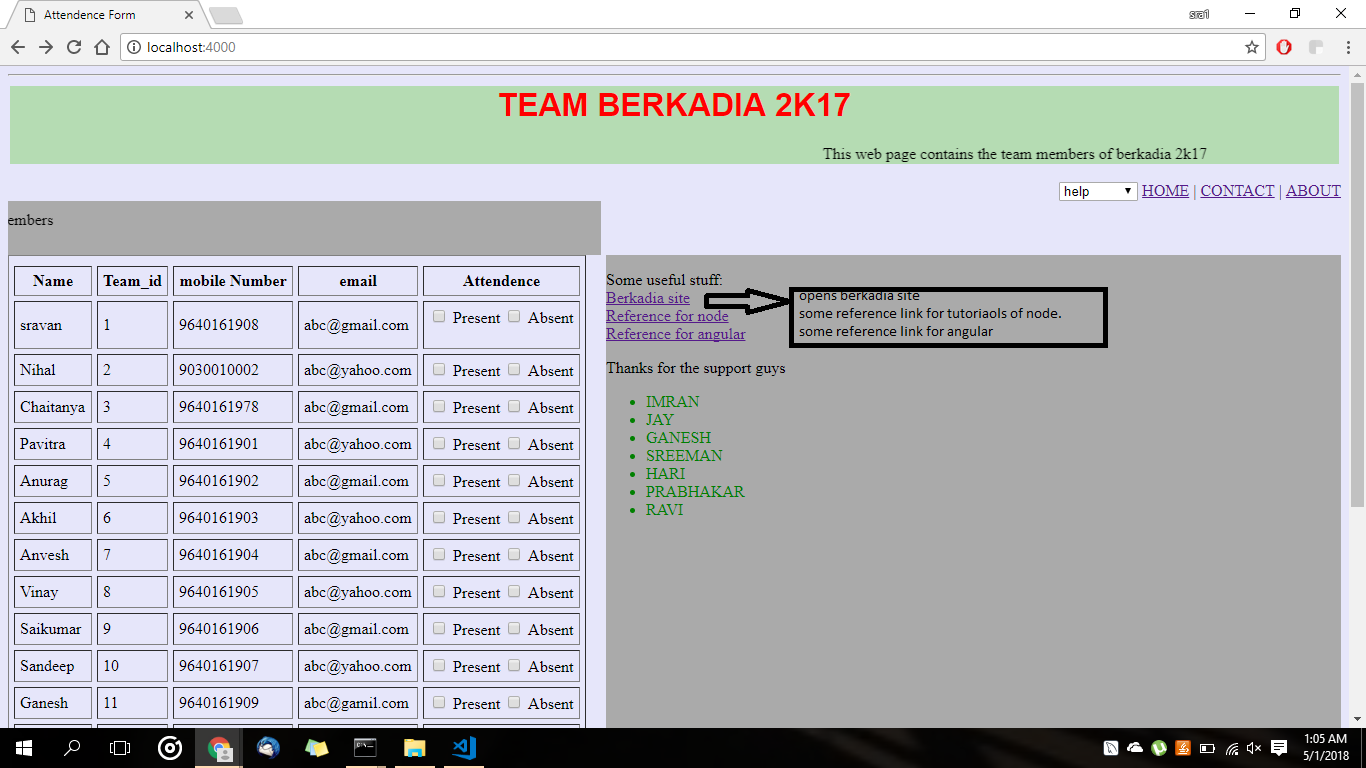 Attendence Form
sra1
localhost:4000
TEAM BERKADIA 2K17
This web page contains the team members of berkadia 2k17
help HOME | CONTACT | ABOUT
embers
Name Team_id mobile Number email Attendence
sravan 1 9640161908 abc@gmail.com Present Absent
Nihal 2 9030010002 abc@yahoo.com Present Absent
Chaitanya 3 9640161978 abc@gmail.com Present Absent
Pavitra 4 9640161901 abc@yahoo.com Present Absent
Anurag 5 9640161902 abc@gmail.com Present Absent
Akhil 6 9640161903 abc@yahoo.com Present Absent
Anvesh 7 9640161904 abc@gmail.com Present Absent
Vinay 8 9640161905 abc@yahoo.com Present Absent
Saikumar 9 9640161906 abc@gmail.com Present Absent
Sandeep 10 9640161907 abc@yahoo.com Present Absent
Ganesh 11 9640161909 abc@gamil.com Present Absent
Some useful stuff:
Berkadia site
Reference for node
Reference for angular
opens berkadia site
some reference link for tutoriaols of node.
some reference link for angular
Thanks for the support guys
IMRAN
JAY
GANESH
SREEMAN
HARI
PRABHAKAR
RAVI
1:05 AM
5/1/2018